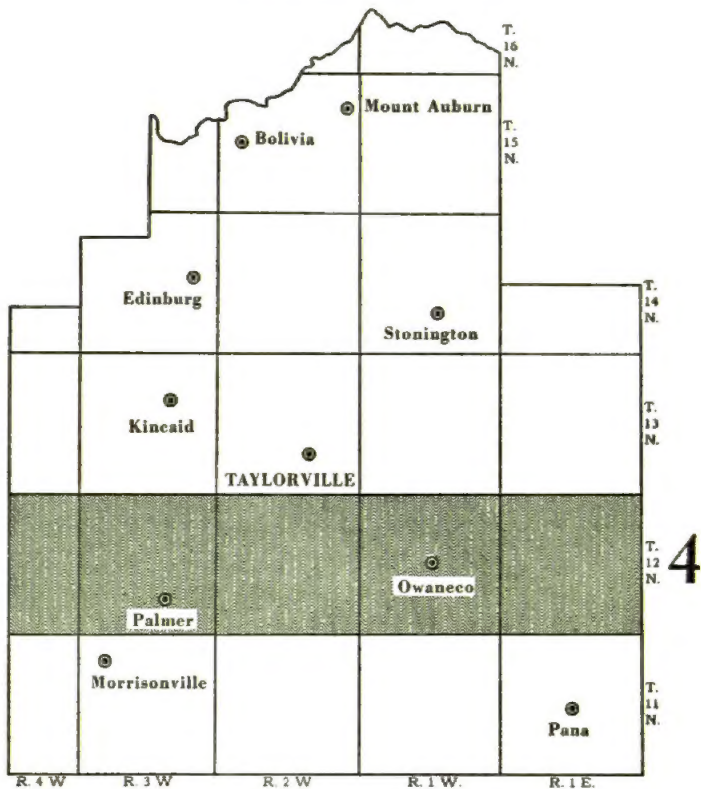 T.
16
N.
Mount Auburn
T.
15
N.
Bolivia
Edinburg
T.
14
N.
Stonington
Kincaid
T.
13
N.
TAYLORVILLE
T.
12
N.
4
Owaneco
Palmer
Morrisonville
T.
11
N.
Pana
R. 4 W
R. 3 W
R. 2 W
R. 1 W.
R. 1 E.